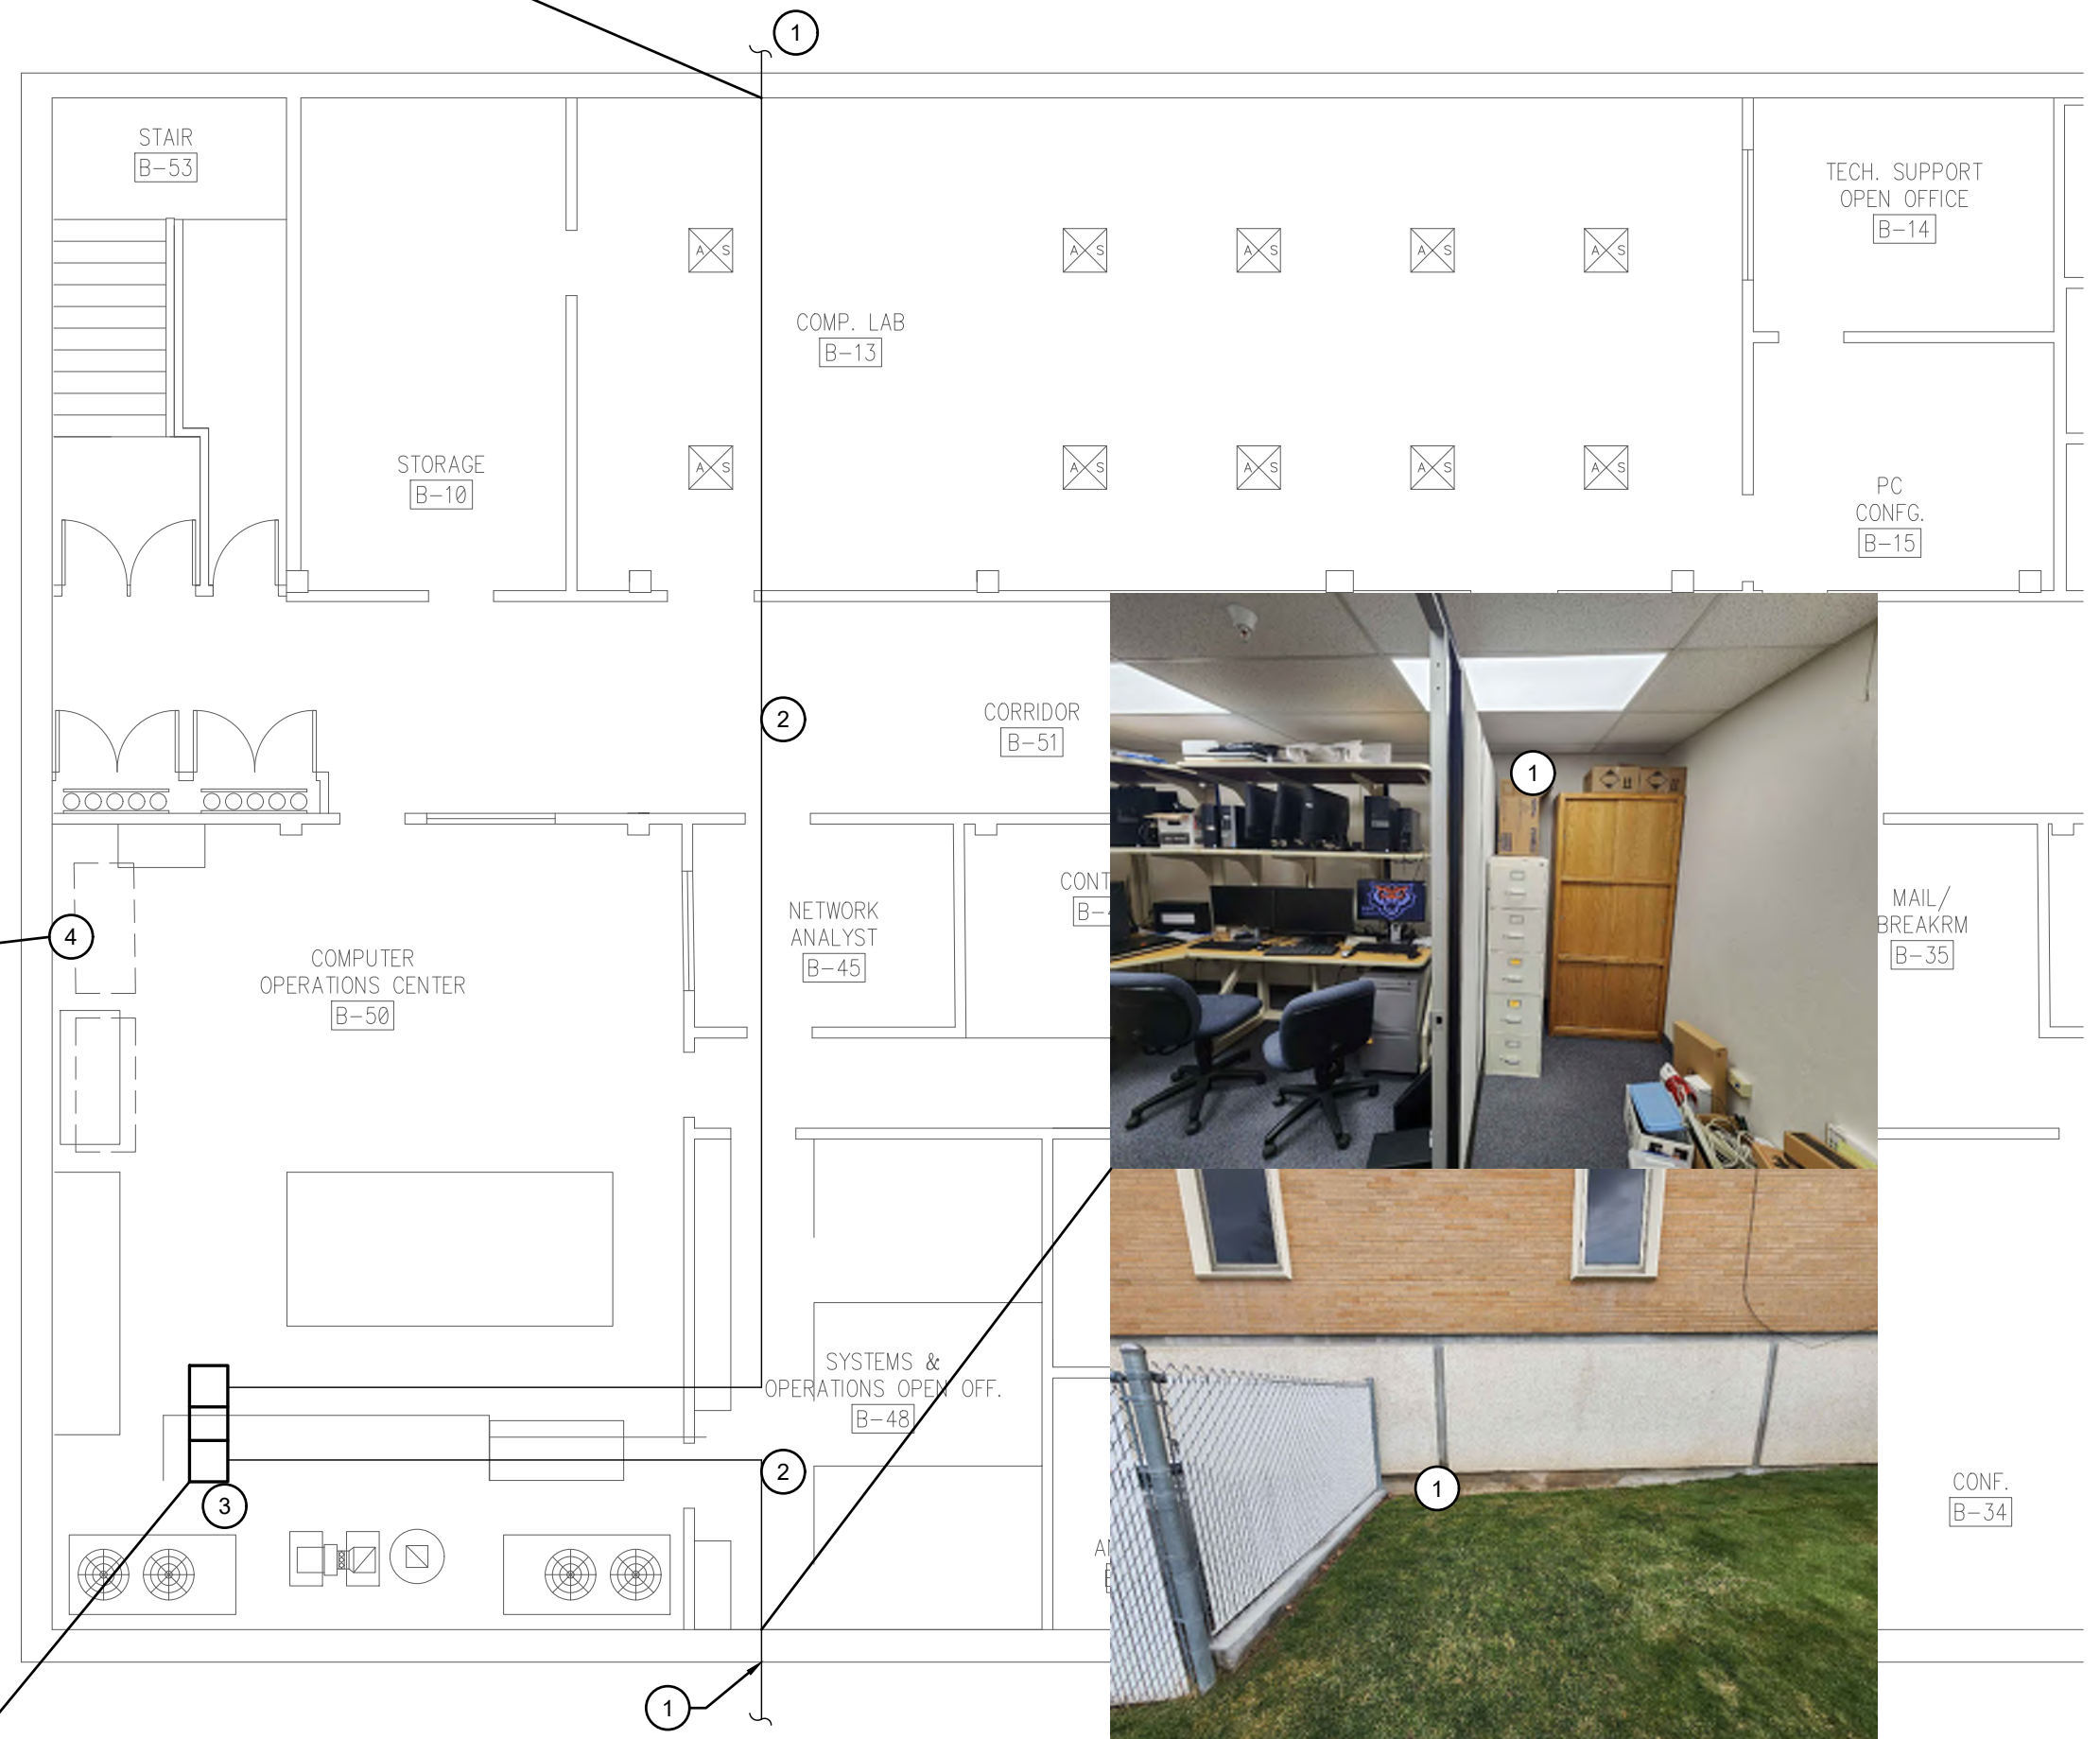 1
STAIR
B-53
TECH. SUPPORT
OPEN OFFICE
B-14
A S
A S
A S
A S
A S
COMP. LAB
B-13
STORAGE
B-10
A S
A S
A S
A S
A S
PC
CONFG.
B-15
2
CORRIDOR
B-51
1
CONT
B-
NETWORK
ANALYST
B-45
MAIL/
BREAKRM
B-35
4
COMPUTER
OPERATIONS CENTER
B-50
SYSTEMS &
OPERATIONS OPEN OFF.
B-48
2
3
1
CONF.
B-34
1